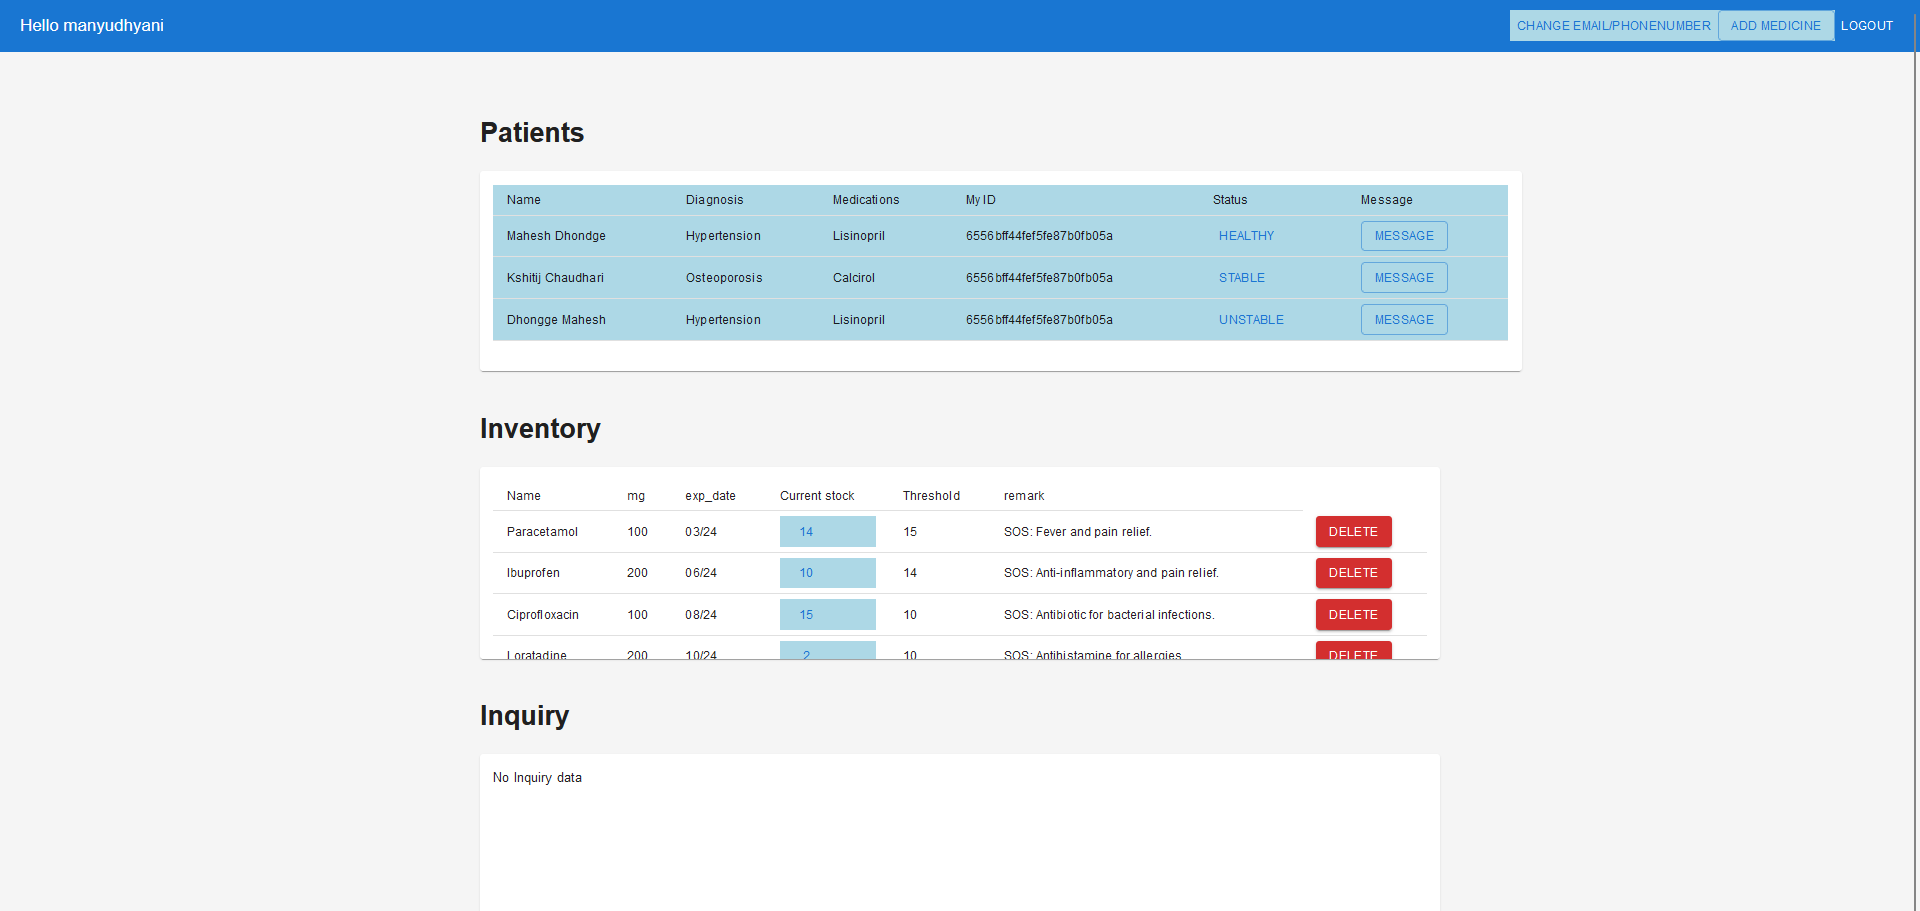 Hello manyudhyani CHANGE EMAIL/PHONENUMBER ADD MEDICINE LOGOUT
Patients
Name Diagnosis Medications My ID Status Message
Mahesh Dhondge Hypertension Lisinopril 6556bff44fef5fe87b0fb05a HEALTHY MESSAGE
Kshitij Chaudhari Osteoporosis Calcirol 6556bff44fef5fe87b0fb05a STABLE MESSAGE
Dhongge Mahesh Hypertension Lisinopril 6556bff44fef5fe87b0fb05a UNSTABLE MESSAGE
Inventory
Name mg exp_date Current stock Threshold remark
Paracetamol 100 03/24 14 15 SOS: Fever and pain relief. DELETE
Ibuprofen 200 06/24 10 14 SOS: Anti-inflammatory and pain relief. DELETE
Ciprofloxacin 100 08/24 15 10 SOS: Antibiotic for bacterial infections. DELETE
Loratadine 200 10/24 2 10 SOS: Antihistamine for allergies DELETE
Inquiry
No Inquiry data